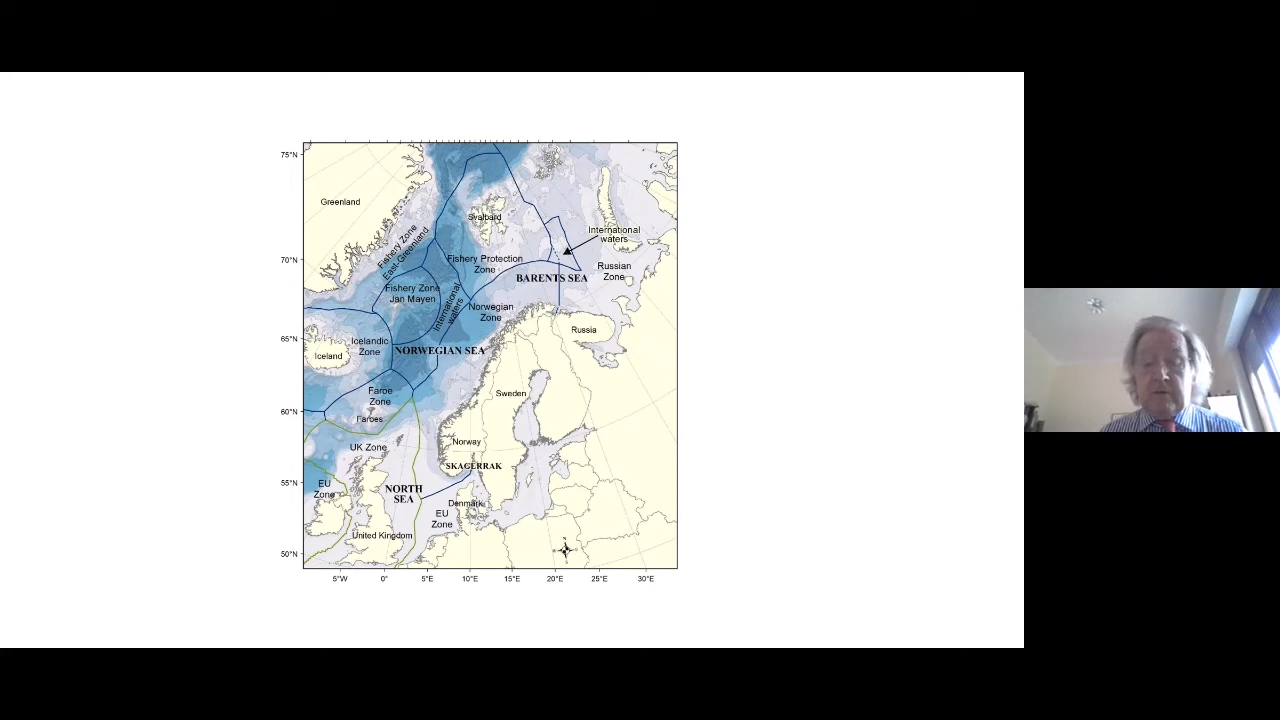 75°N
Greenland
Svalbard
Fishery Zone
East-Greenland
International
waters
70°N
Fishery Protection
Zone
Russian
Zone
BARENTS SEA
Fishery Zone
Jan Mayen
International
waters
Norwegian
Zone
Russia
65°N
Icelandic
Zone
Iceland
NORWEGIAN SEA
Faroe
Zone
Sweden
60°N
Faroes
Norway
UK Zone
SKAGERRAK
55°N
EU
Zone
NORTH
SEA
Denmark
EU
Zone
United Kingdom
N
50°N
5°W
0°
5°E
10°E
15°E
20°E
25°E
30°E